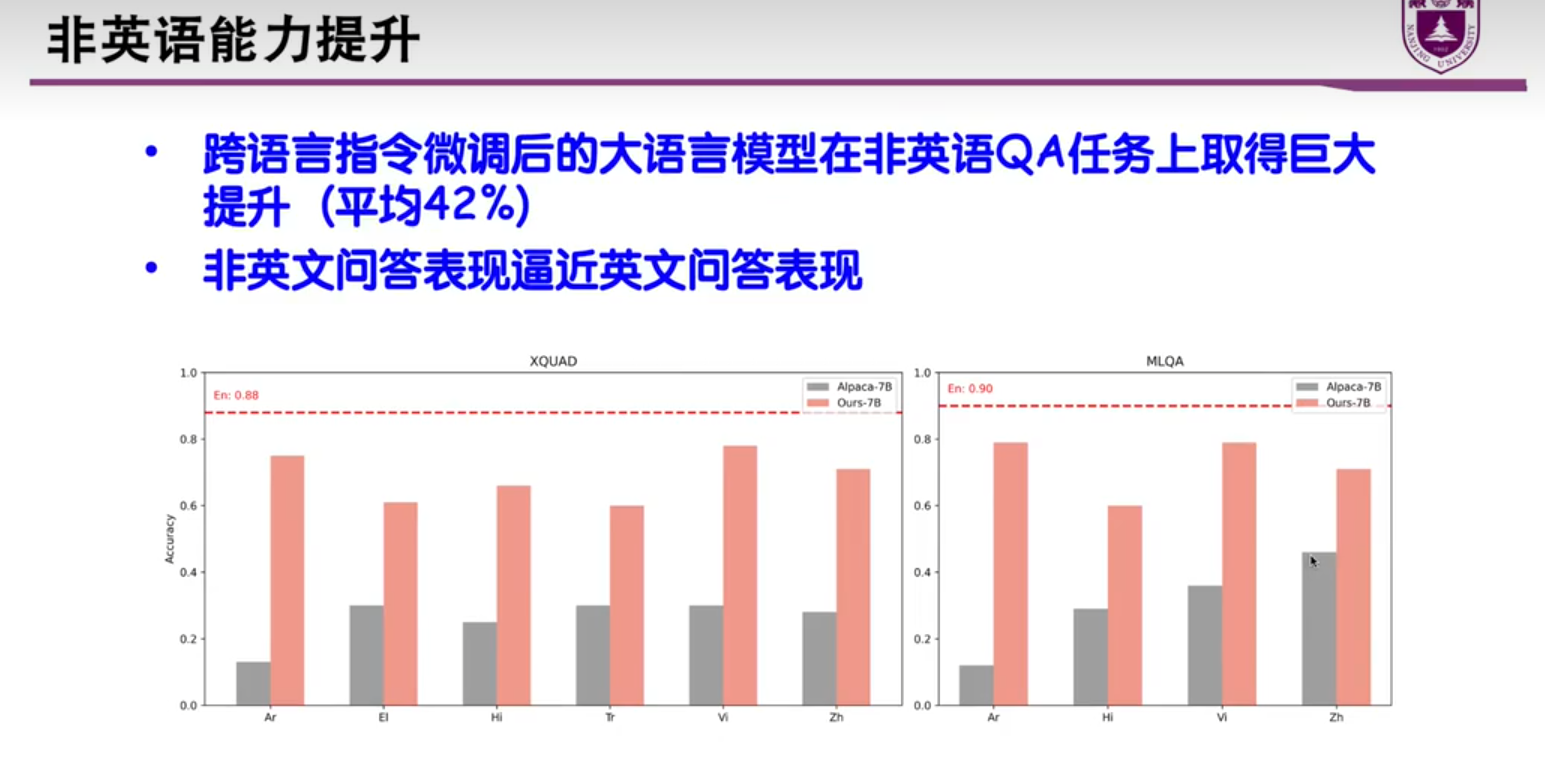 非英语能力提升
NANJING UNIVERSITY
1902
• 跨语言指令微调后的大语言模型在非英语QA任务上取得巨大
提升（平均42%）
• 非英文问答表现逼近英文问答表现
XQUAD
1.0
En: 0.88
Alpaca-7B
Ours-7B
0.8
0.6
0.4
0.2
0.0
Accuracy
Ar El Hi Tr Vi Zh
MLQA
1.0
En: 0.90
Alpaca-7B
Ours-7B
0.8
0.6
0.4
0.2
0.0
Ar Hi Vi Zh